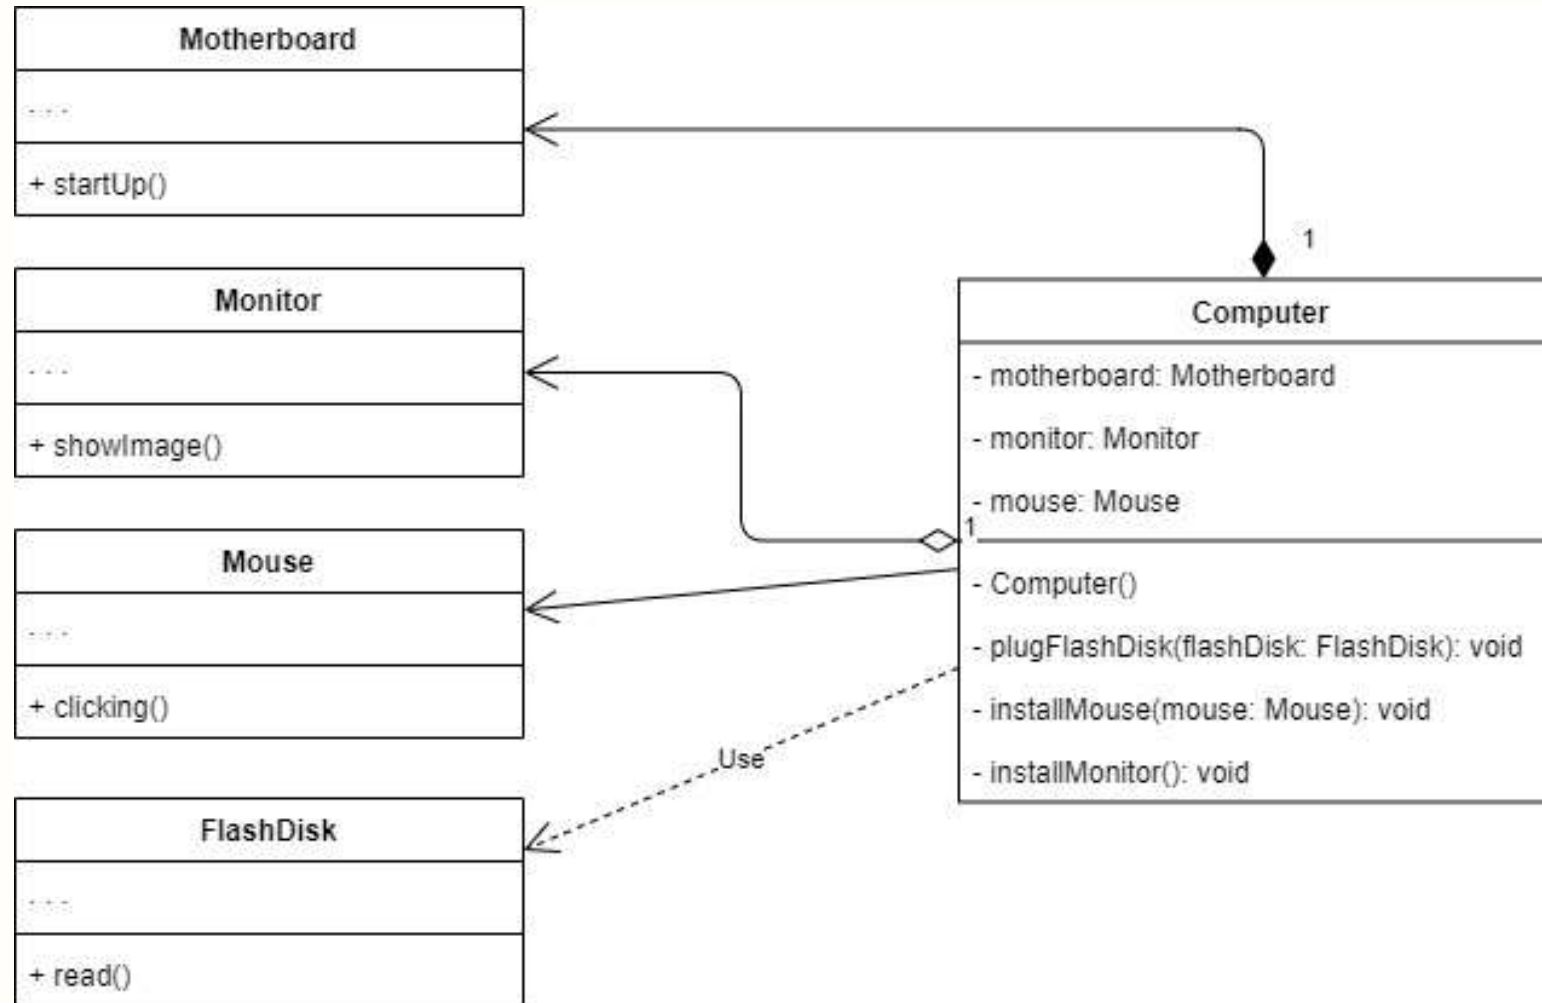 Motherboard
. . .
+ startUp()
Monitor
. . .
+ showImage()
Mouse
. . .
+ clicking()
FlashDisk
. . .
+ read()
Use
1
1
Computer
- motherboard: Motherboard
- monitor: Monitor
- mouse: Mouse
- Computer()
- plugFlashDisk(flashDisk: FlashDisk): void
- installMouse(mouse: Mouse): void
- installMonitor(): void